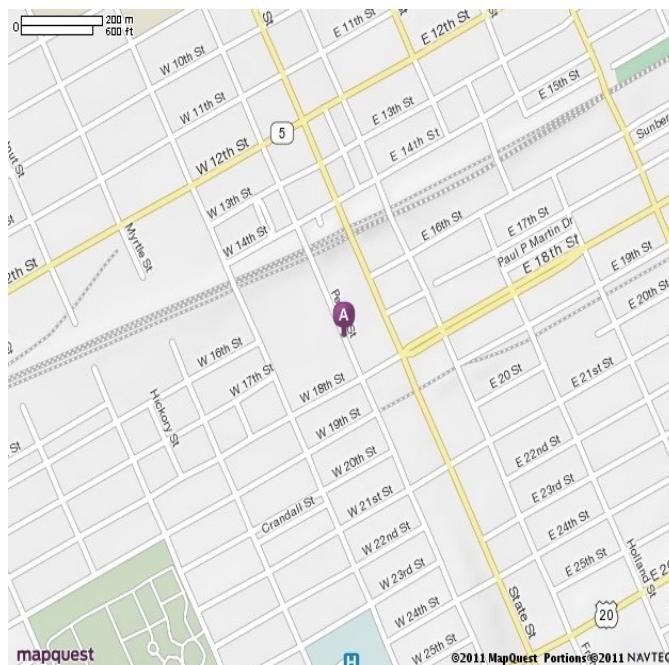 0
200 m
600 ft
W 10th St
W 11th St
St
E 11th St
E 12th St
W 12th St
5
E 13th St
E 14th St
E 15th St
W 13th St
W 14th St
Myrtle St
E 16th St
E 17th St
Paul P Martin Dr
E 18th St
E 19th St
E 20th St
A
St
W 16th St
W 17th St
Hickory St
W 18th St
W 19th St
E 20 St
E 21st St
W 20th St
Crandall St
W 21st St
E 22nd St
E 23rd St
W 22nd St
E 24th St
W 23rd St
E 25th St
Holland St
W 24th St
State St
20
W 25th St
H
mapquest
©2011 MapQuest Portions ©2011 NAVTEQ